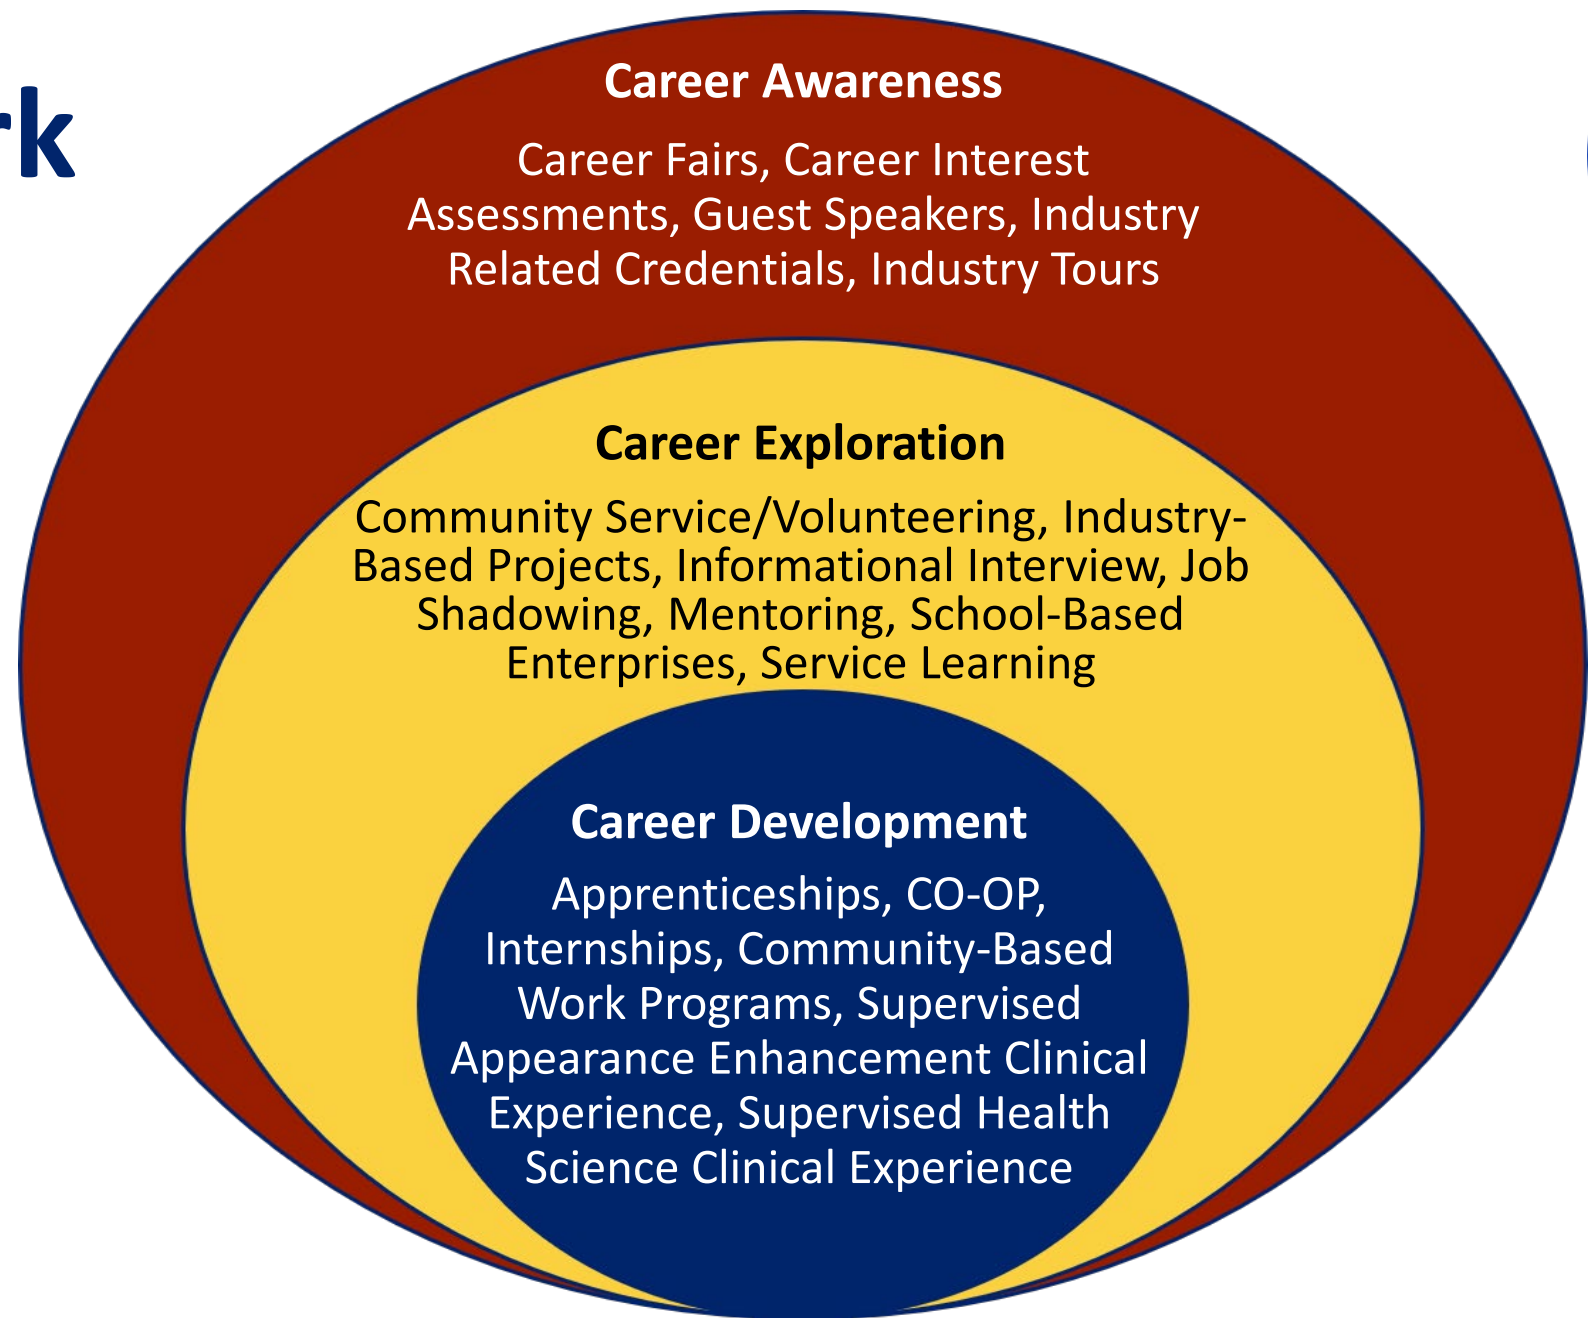 rk
Career Awareness
Career Fairs, Career Interest
Assessments, Guest Speakers, Industry
Related Credentials, Industry Tours
Career Exploration
Community Service/Volunteering, Industry-
Based Projects, Informational Interview, Job
Shadowing, Mentoring, School-Based
Enterprises, Service Learning
Career Development
Apprenticeships, CO-OP,
Internships, Community-Based
Work Programs, Supervised
Appearance Enhancement Clinical
Experience, Supervised Health
Science Clinical Experience